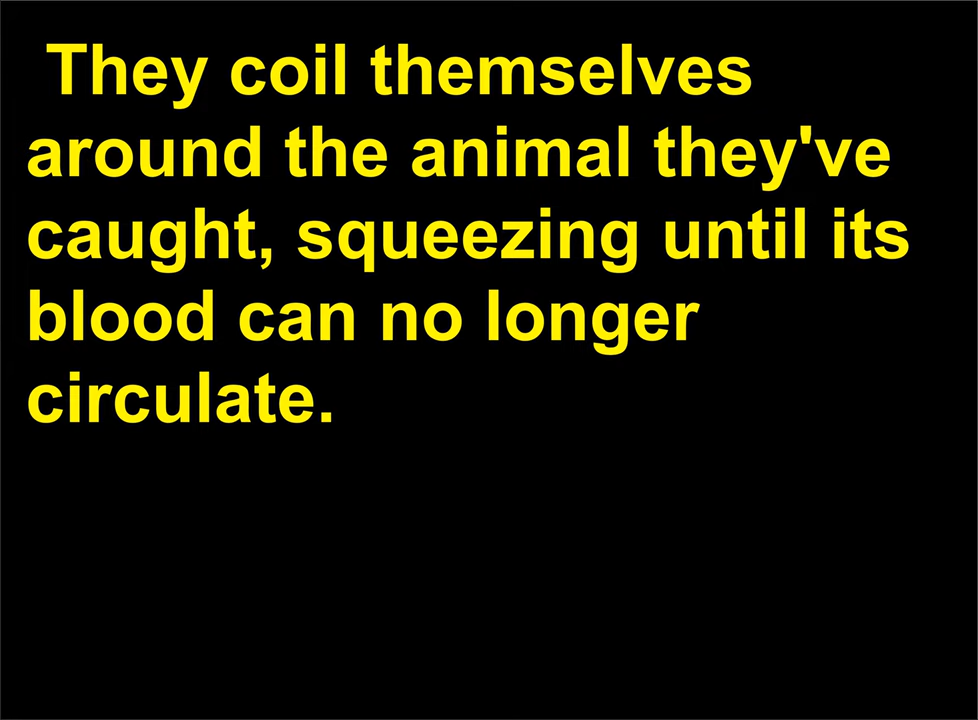 They coil themselves
around the animal they've
caught, squeezing until its
blood can no longer
circulate.